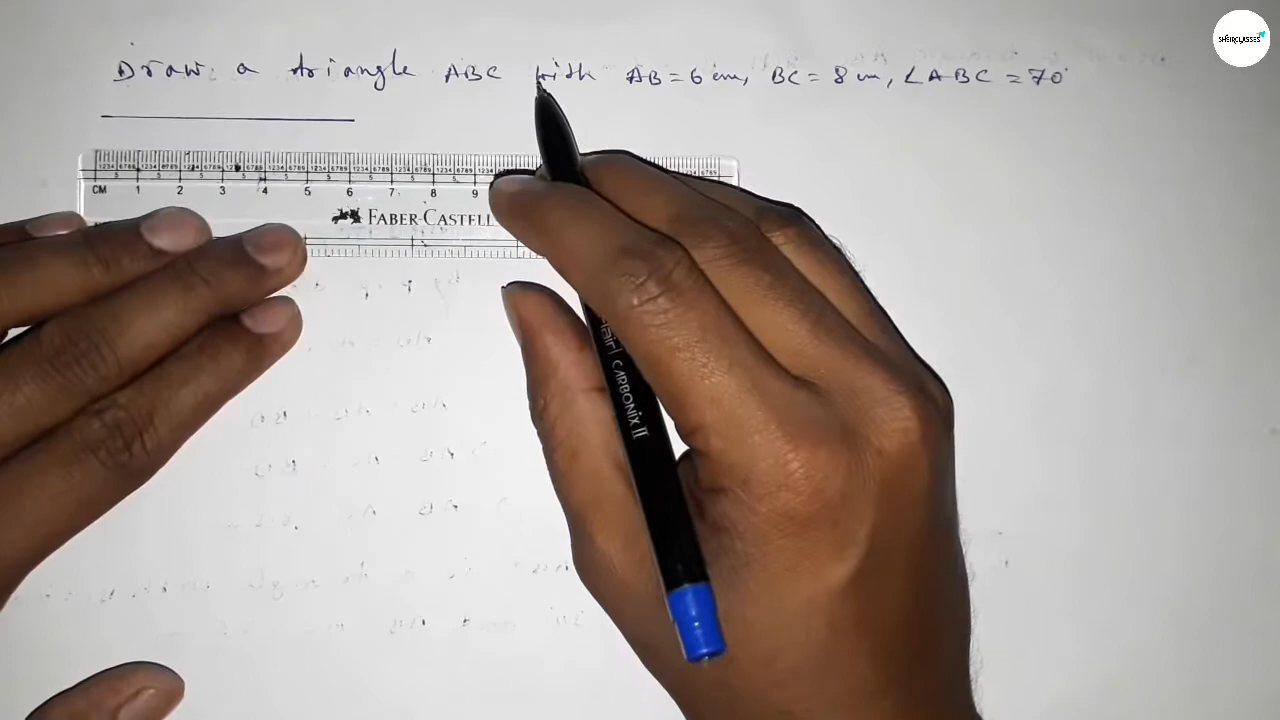 SHEIRCLASSES
Draw a triangle ABC with AB = 6 cm, BC = 8 cm, ∠ABC = 70°
CM 1 2 3 4 5 6 7 8 9
FABER-CASTELL
CARBONIX II